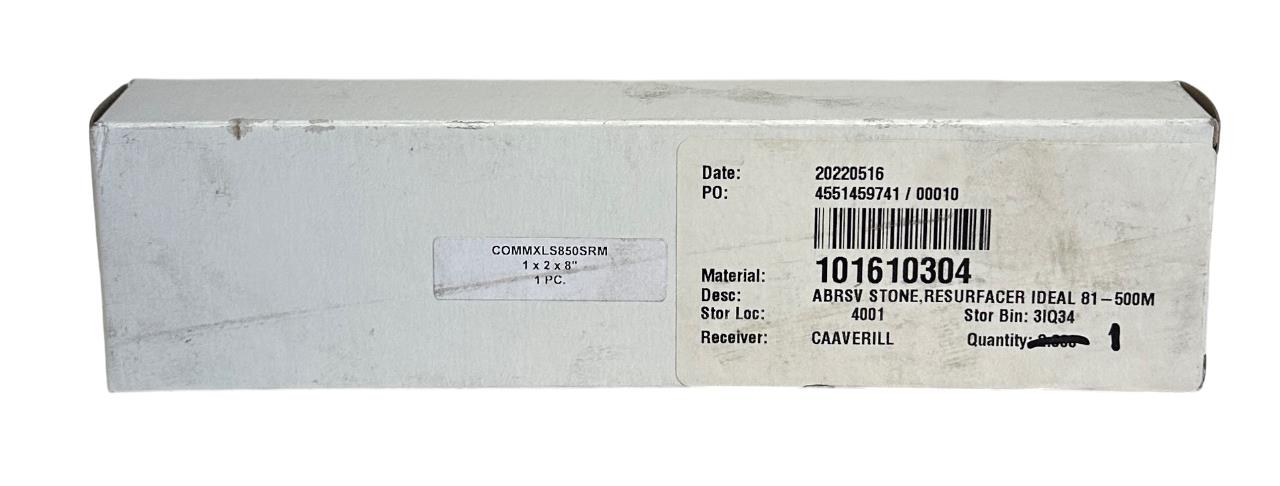 COMMXLS850SRM
1 x 2 x 8"
1 PC.
Date: 20220516
PO: 4551459741 / 00010
Material: 101610304
Desc: ABRSV STONE,RESURFACER IDEAL 81-500M
Stor Loc: 4001 Stor Bin: 3IQ34
Receiver: CAAVERILL Quantity: 1